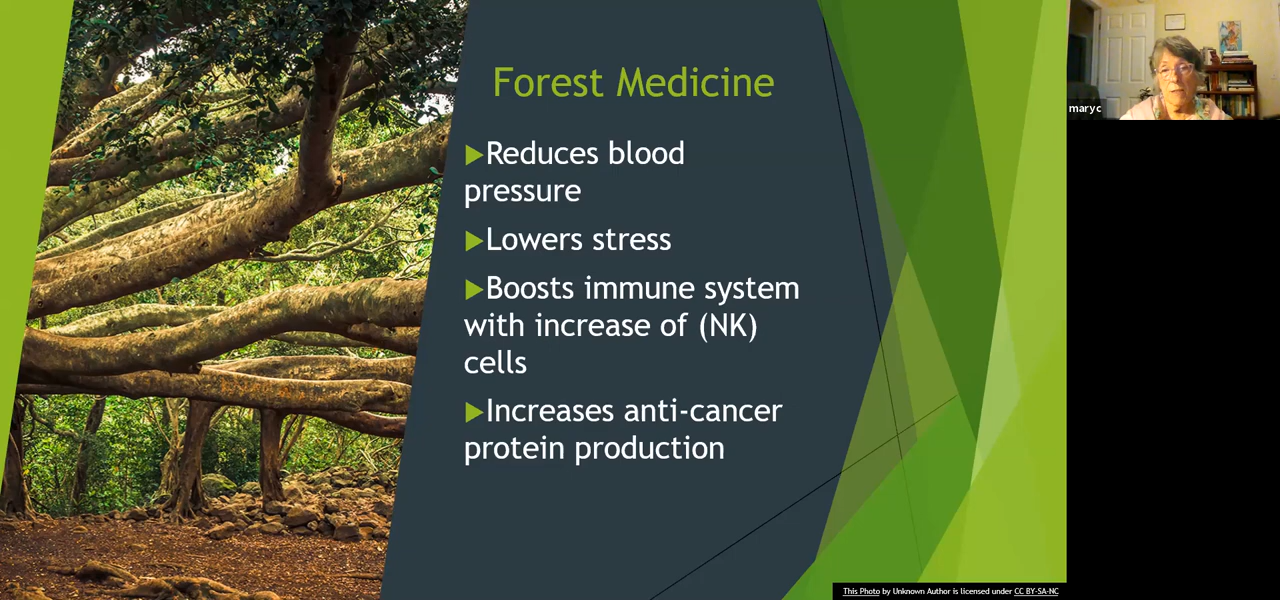 Forest Medicine
maryc
▶Reduces blood
pressure
▶Lowers stress
▶Boosts immune system
with increase of (NK)
cells
▶Increases anti-cancer
protein production
This Photo by Unknown Author is licensed under CC BY-SA-NC